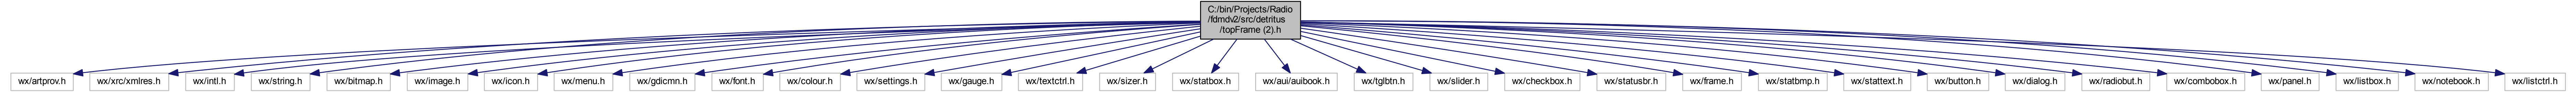 C:/bin/Projects/Radio
/fdmdv2/src/detritus
/topFrame (2).h
wx/artprov.h
wx/xrc/xmlres.h
wx/intl.h
wx/string.h
wx/bitmap.h
wx/image.h
wx/icon.h
wx/menu.h
wx/gdicmn.h
wx/font.h
wx/colour.h
wx/settings.h
wx/gauge.h
wx/textctrl.h
wx/sizer.h
wx/statbox.h
wx/aui/auibook.h
wx/tglbtn.h
wx/slider.h
wx/checkbox.h
wx/statusbr.h
wx/frame.h
wx/statbmp.h
wx/stattext.h
wx/button.h
wx/dialog.h
wx/radiobut.h
wx/combobox.h
wx/panel.h
wx/listbox.h
wx/notebook.h
wx/listctrl.h